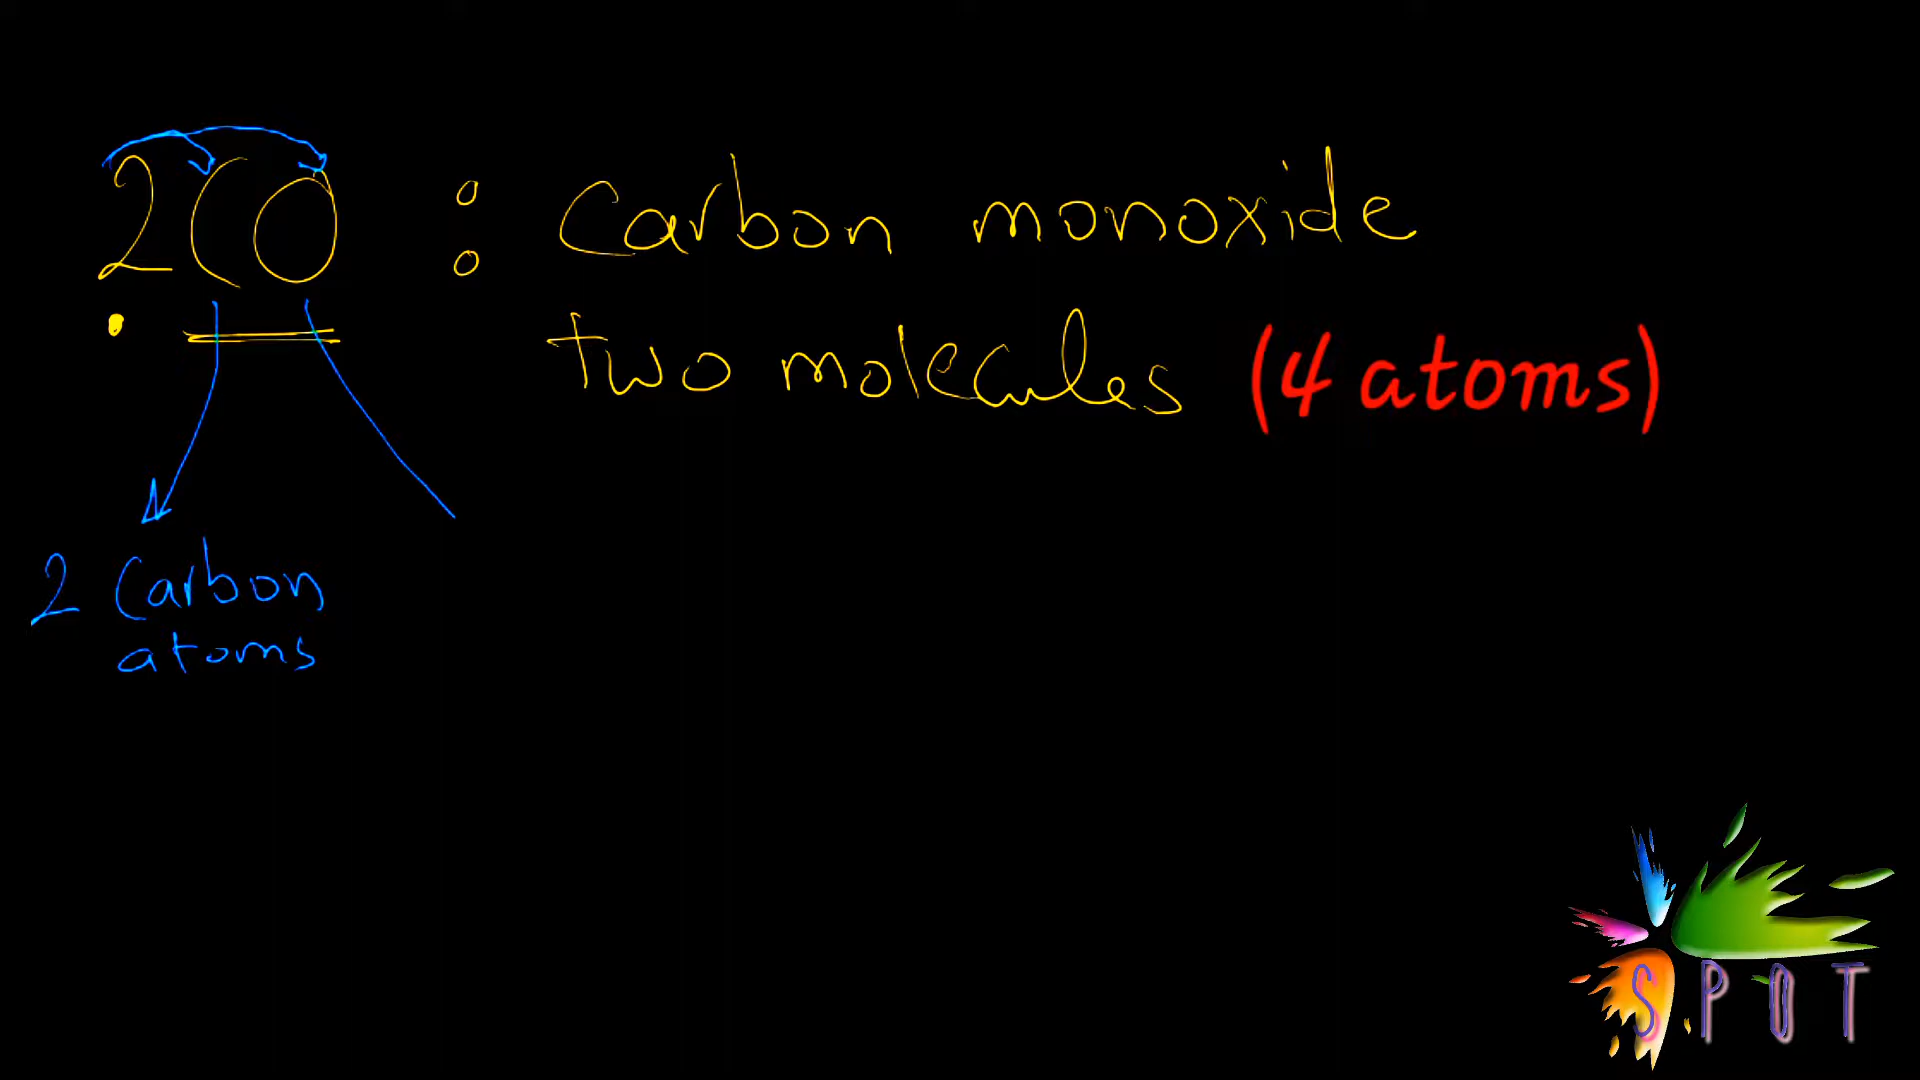 2CO : Carbon monoxide
two molecules (4 atoms)
2 Carbon
atoms
SPOT